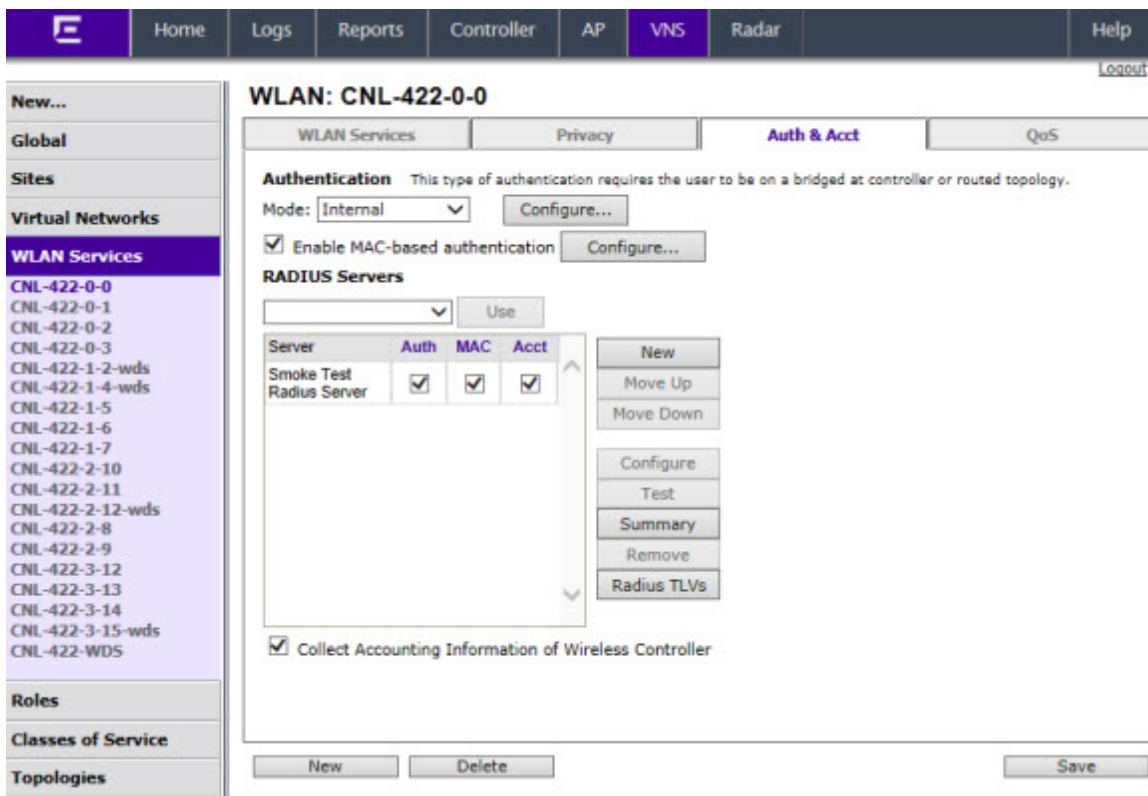 Home Logs Reports Controller AP VNS Radar Help
Logout
New...
Global
Sites
Virtual Networks
WLAN Services
CNL-422-0-0
CNL-422-0-1
CNL-422-0-2
CNL-422-0-3
CNL-422-1-2-wds
CNL-422-1-4-wds
CNL-422-1-5
CNL-422-1-6
CNL-422-1-7
CNL-422-2-10
CNL-422-2-11
CNL-422-2-12-wds
CNL-422-2-8
CNL-422-2-9
CNL-422-3-12
CNL-422-3-13
CNL-422-3-14
CNL-422-3-15-wds
CNL-422-WDS
Roles
Classes of Service
Topologies
WLAN: CNL-422-0-0
WLAN Services Privacy Auth & Acct QoS
Authentication This type of authentication requires the user to be on a bridged at controller or routed topology.
Mode: Internal Configure...
Enable MAC-based authentication Configure...
RADIUS Servers
Use
Server Auth MAC Acct
Smoke Test
Radius Server
New
Move Up
Move Down
Configure
Test
Summary
Remove
Radius TLVs
Collect Accounting Information of Wireless Controller
New Delete Save